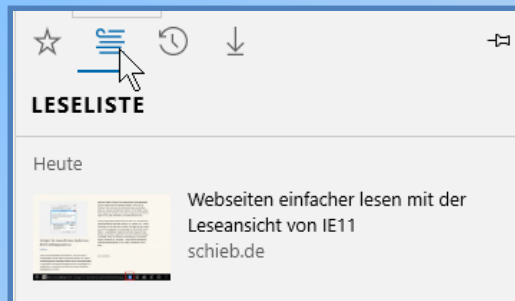 LESELISTE
Heute
Webseiten einfacher lesen mit der
Leseansicht von IE11
schieb.de